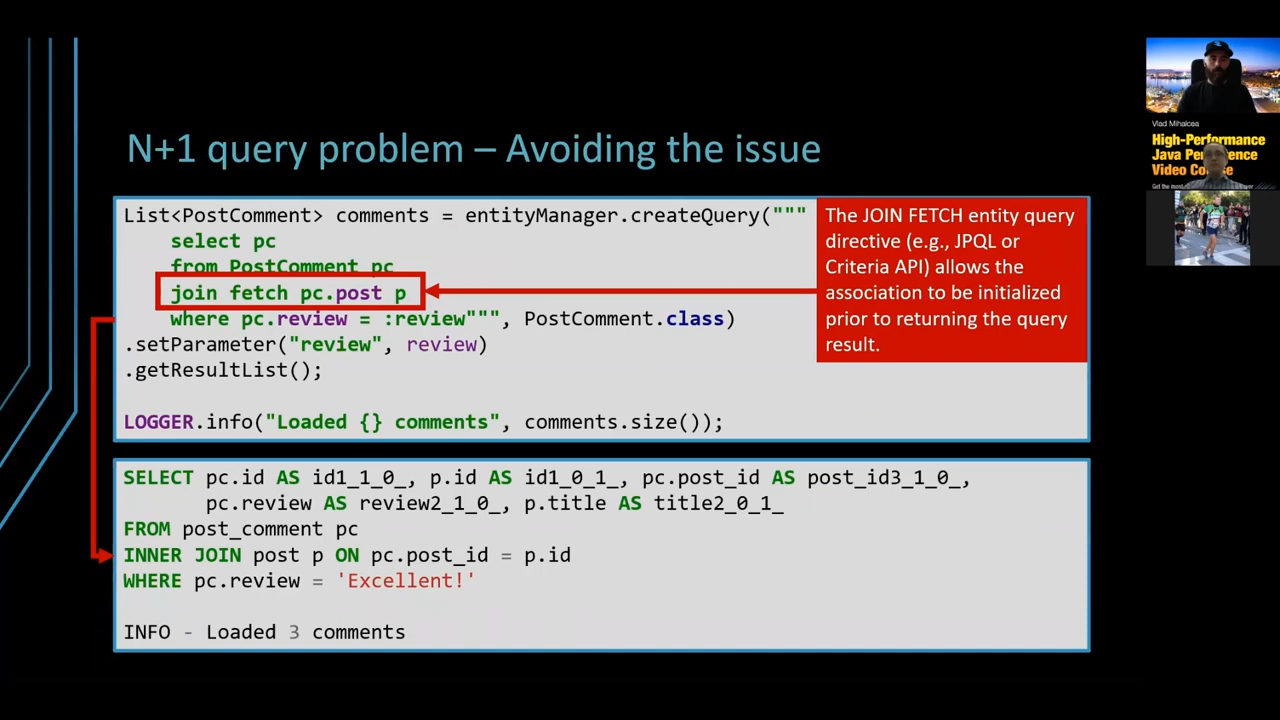 N+1 query problem – Avoiding the issue
List<PostComment> comments = entityManager.createQuery("""
select pc
from PostComment pc
join fetch pc.post p
where pc.review = :review""", PostComment.class)
.setParameter("review", review)
.getResultList();
LOGGER.info("Loaded {} comments", comments.size());
The JOIN FETCH entity query
directive (e.g., JPQL or
Criteria API) allows the
association to be initialized
prior to returning the query
result.
SELECT pc.id AS id1_1_0_, p.id AS id1_0_1_, pc.post_id AS post_id3_1_0_,
pc.review AS review2_1_0_, p.title AS title2_0_1_
FROM post_comment pc
INNER JOIN post p ON pc.post_id = p.id
WHERE pc.review = 'Excellent!'
INFO - Loaded 3 comments
Vlad Mihalcea
High-Performance
Java
Video
Get the most